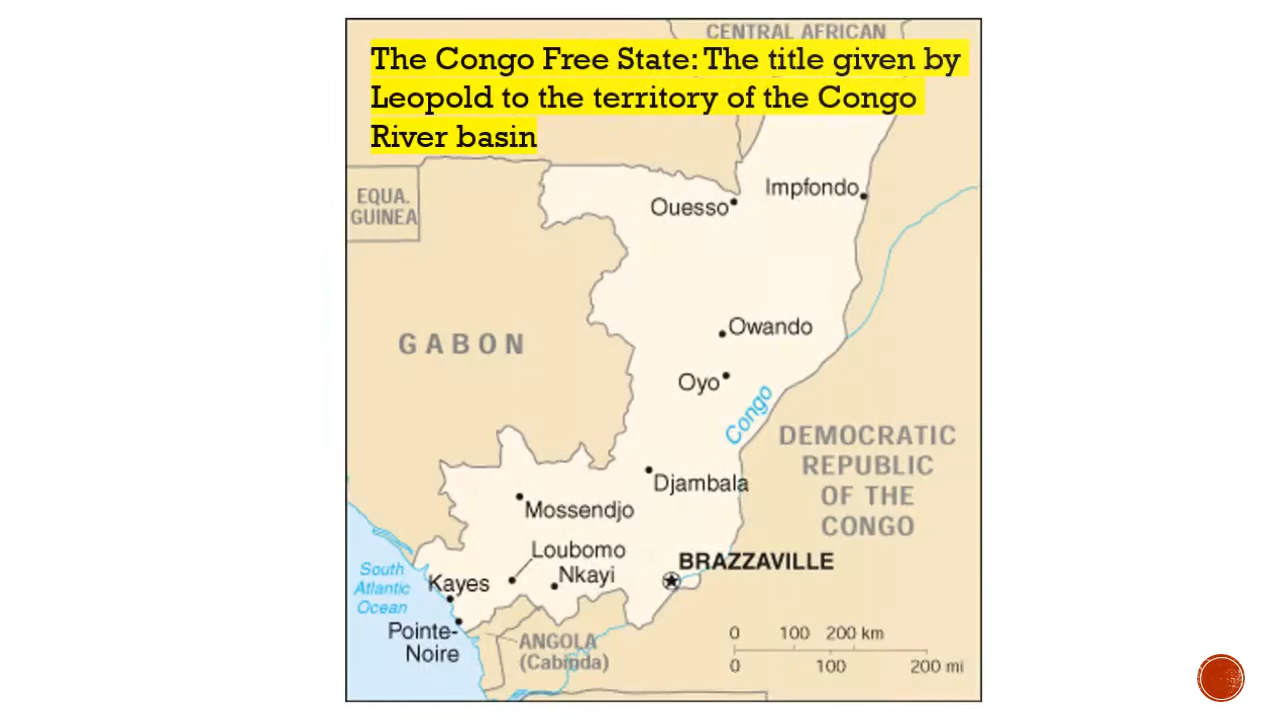 CENTRAL AFRICAN
The Congo Free State: The title given by
Leopold to the territory of the Congo
River basin
EQUA.
GUINEA
Impfondo
Ouesso
Owando
GABON
Oyo
Congo
DEMOCRATIC
REPUBLIC
OF THE
CONGO
Djambala
Mossendjo
Loubomo
BRAZZAVILLE
Nkayi
South
Atlantic
Ocean
Kayes
Pointe-
Noire
ANGOLA
(Cabinda)
0 100 200 km
0 100 200 mi